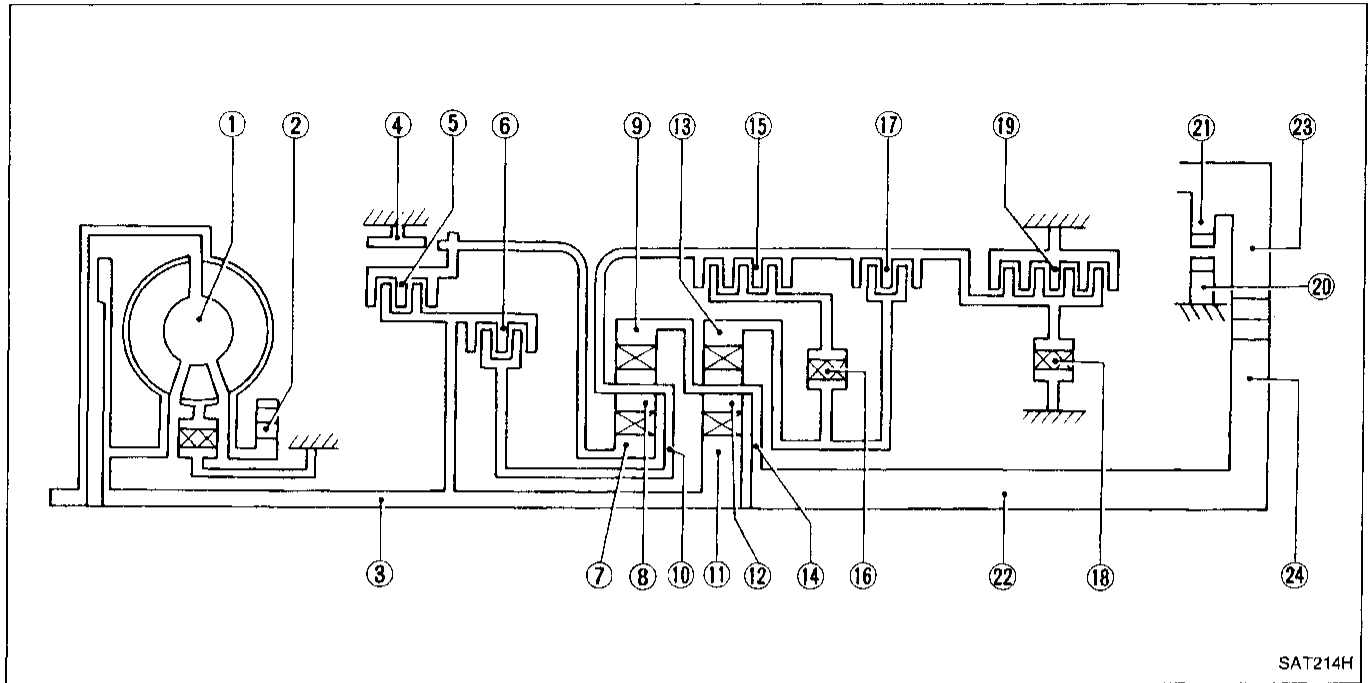 ① ② ④ ⑤ ⑥ ⑨ ⑬ ⑮ ⑰ ⑲ ㉑ ㉓
⑳
③ ⑦ ⑧ ⑩ ⑪ ⑫ ⑭ ⑯ ㉒ ⑱ ㉔
SAT214H